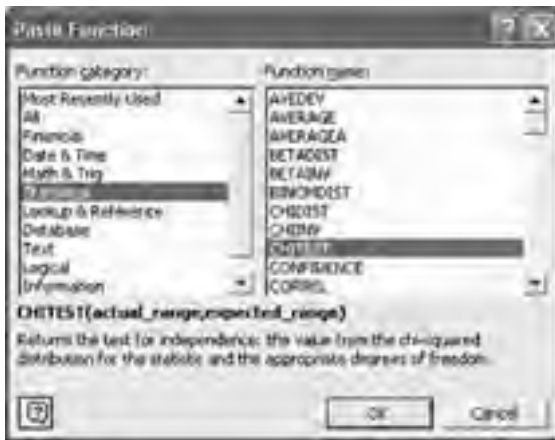 Paste Function
? X
Function category:
Most Recently Used
All
Financial
Date & Time
Math & Trig
Statistical
Lookup & Reference
Database
Text
Logical
Information
Function name:
AVEDEV
AVERAGE
AVERAGEA
BETADIST
BETAINV
BINOMDIST
CHIDIST
CHIINV
CHITEST
CONFIDENCE
CORREL
CHITEST(actual_range,expected_range)
Returns the test for independence: the value from the chi-squared
distribution for the statistic and the appropriate degrees of freedom.
?
OK
Cancel